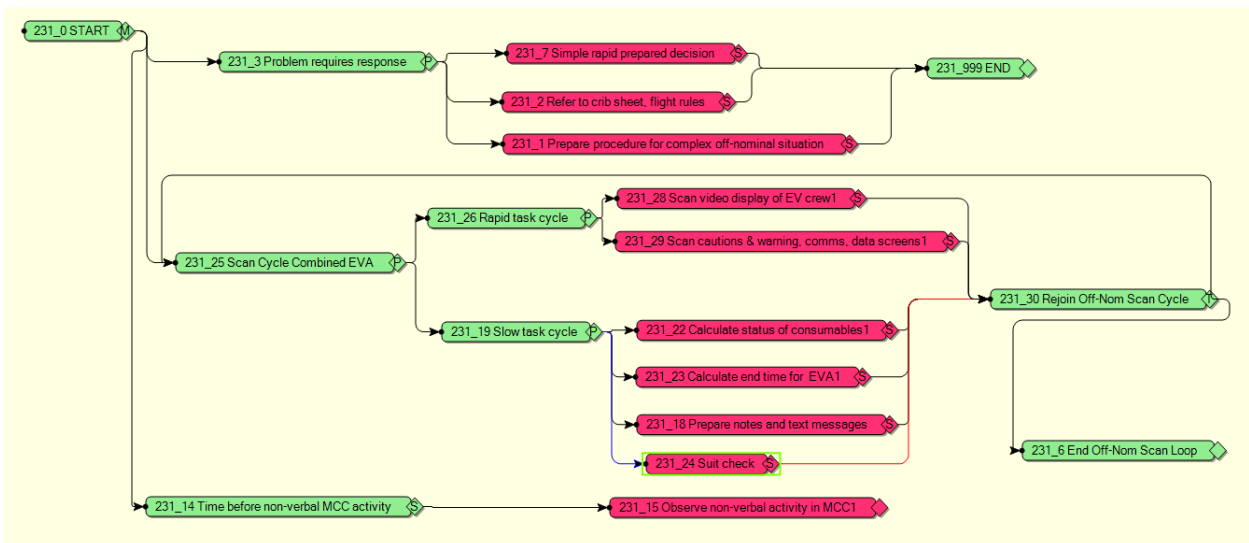 231_0 START M
231_3 Problem requires response P
231_7 Simple rapid prepared decision S
231_2 Refer to crib sheet, flight rules S
231_1 Prepare procedure for complex off-nominal situation S
231_999 END
231_25 Scan Cycle Combined EVA P
231_26 Rapid task cycle P
231_28 Scan video display of EV crew1 S
231_29 Scan cautions & warning, comms, data screens1 S
231_19 Slow task cycle P
231_22 Calculate status of consumables1 S
231_23 Calculate end time for EVA1 S
231_18 Prepare notes and text messages S
231_24 Suit check S
231_30 Rejoin Off-Nom Scan Cycle T
231_6 End Off-Nom Scan Loop
231_14 Time before non-verbal MCC activity S
231_15 Observe non-verbal activity in MCC1